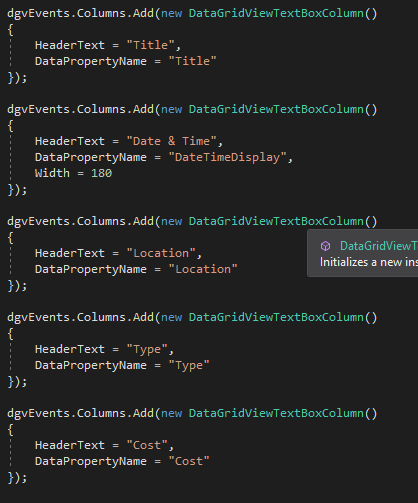 dgvEvents.Columns.Add(new DataGridViewTextBoxColumn()
{
    HeaderText = "Title",
    DataPropertyName = "Title"
});
dgvEvents.Columns.Add(new DataGridViewTextBoxColumn()
{
    HeaderText = "Date & Time",
    DataPropertyName = "DateTimeDisplay",
    Width = 180
});
dgvEvents.Columns.Add(new DataGridViewTextBoxColumn()
{
    HeaderText = "Location",
    DataPropertyName = "Location"
});
DataGridViewT
Initializes a new ins
dgvEvents.Columns.Add(new DataGridViewTextBoxColumn()
{
    HeaderText = "Type",
    DataPropertyName = "Type"
});
dgvEvents.Columns.Add(new DataGridViewTextBoxColumn()
{
    HeaderText = "Cost",
    DataPropertyName = "Cost"
});